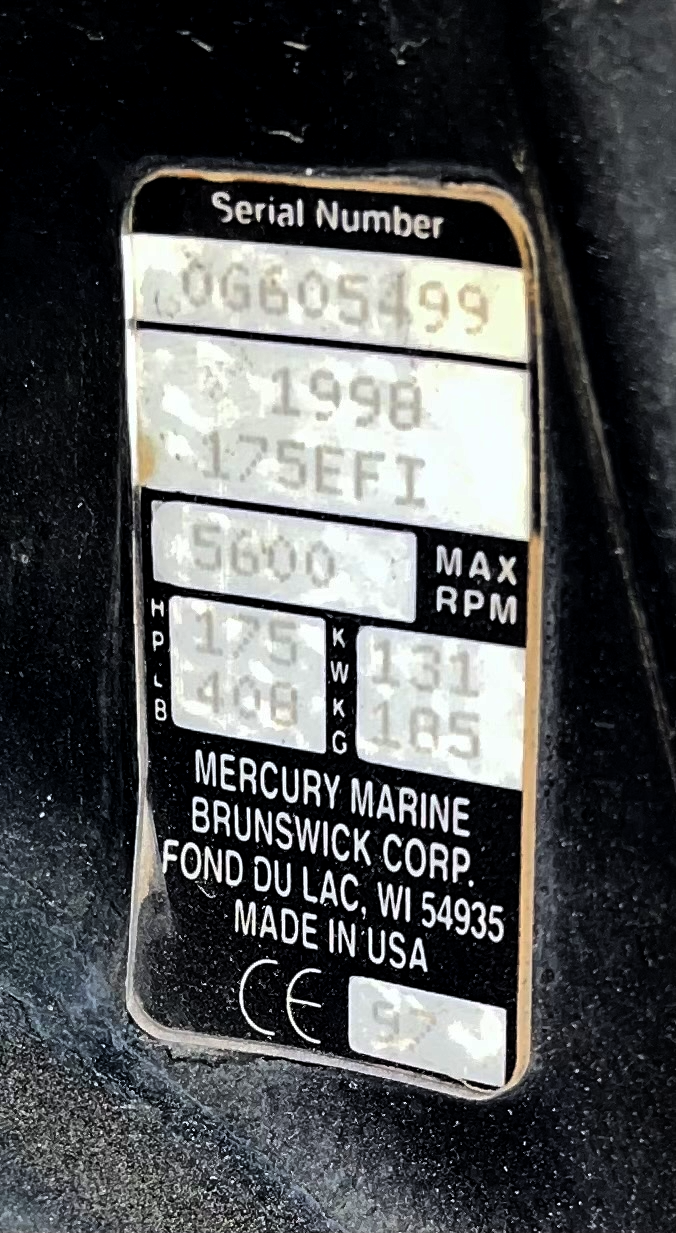 Serial Number
0G605499
1998
175EFI
5600 MAX RPM
HP 175 KW 131
LB 408 KG 185
MERCURY MARINE
BRUNSWICK CORP.
FOND DU LAC, WI 54935
MADE IN USA
CE 97